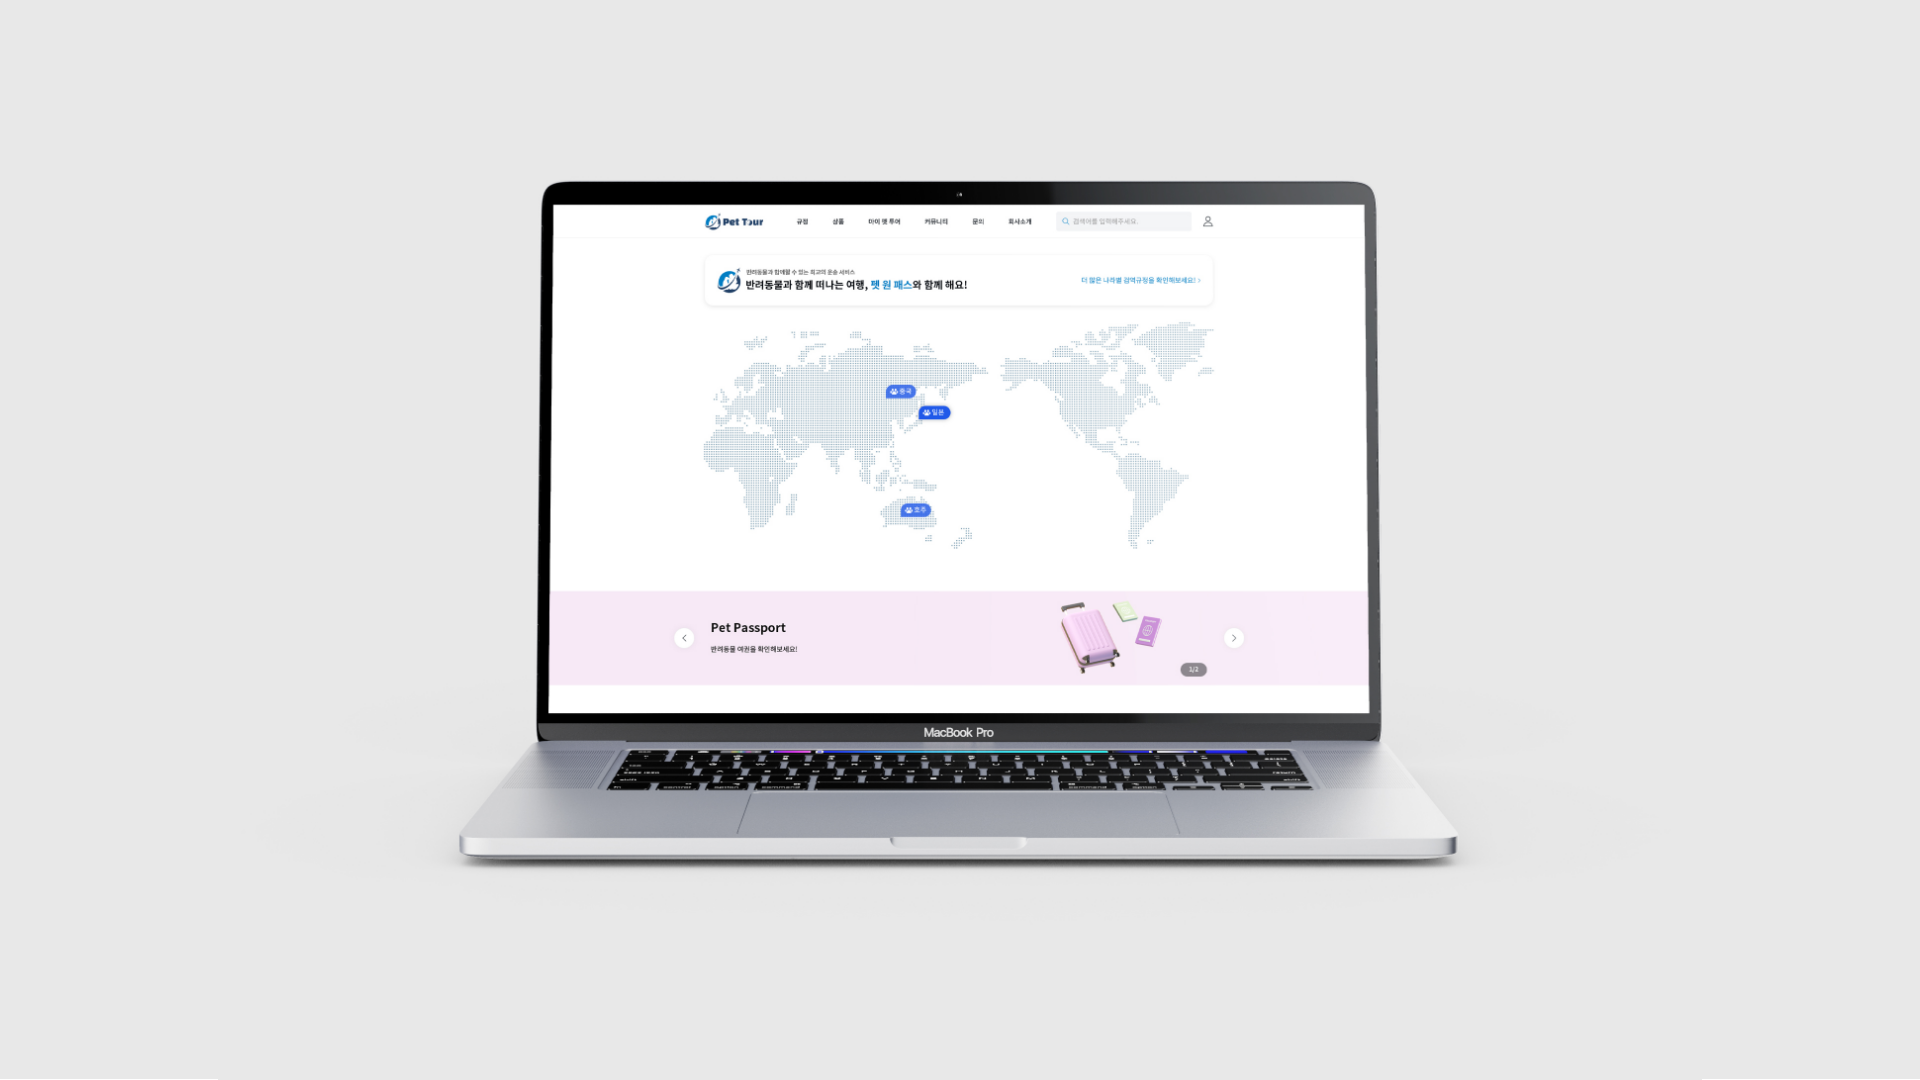 Pet Tour
규정
상품
마이 펫 투어
커뮤니티
문의
회사소개
검색어를 입력해주세요.
반려동물과 함께할 수 있는 최고의 운송 서비스
반려동물과 함께 떠나는 여행, 펫 원 패스와 함께 해요!
더 많은 나라별 검역규정을 확인해보세요! >
중국
일본
호주
Pet Passport
반려동물 여권을 확인해보세요!
1/3
MacBook Pro